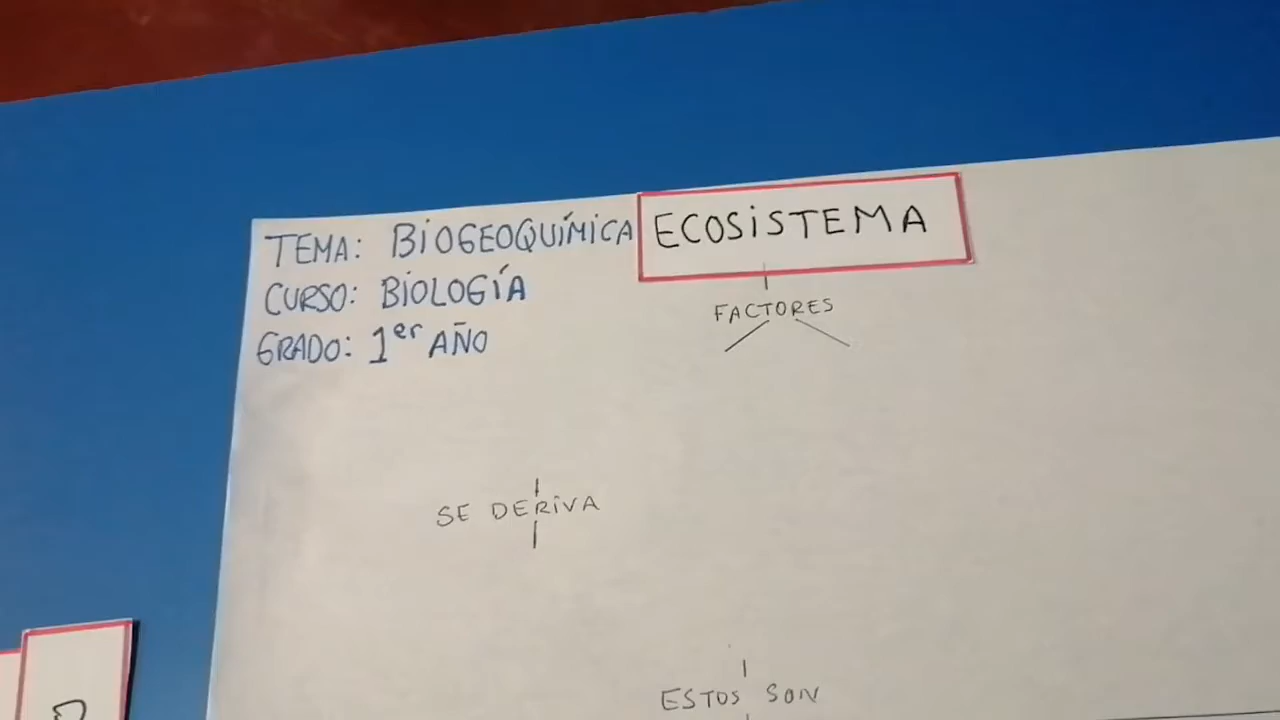 TEMA: BiOGEOQUÍMiCA
CURSO: BiOLOGÍA
GRADO: 1er AÑO
ECOSiSTEMA
FACTORES
SE DERiVA
ESTOS SON